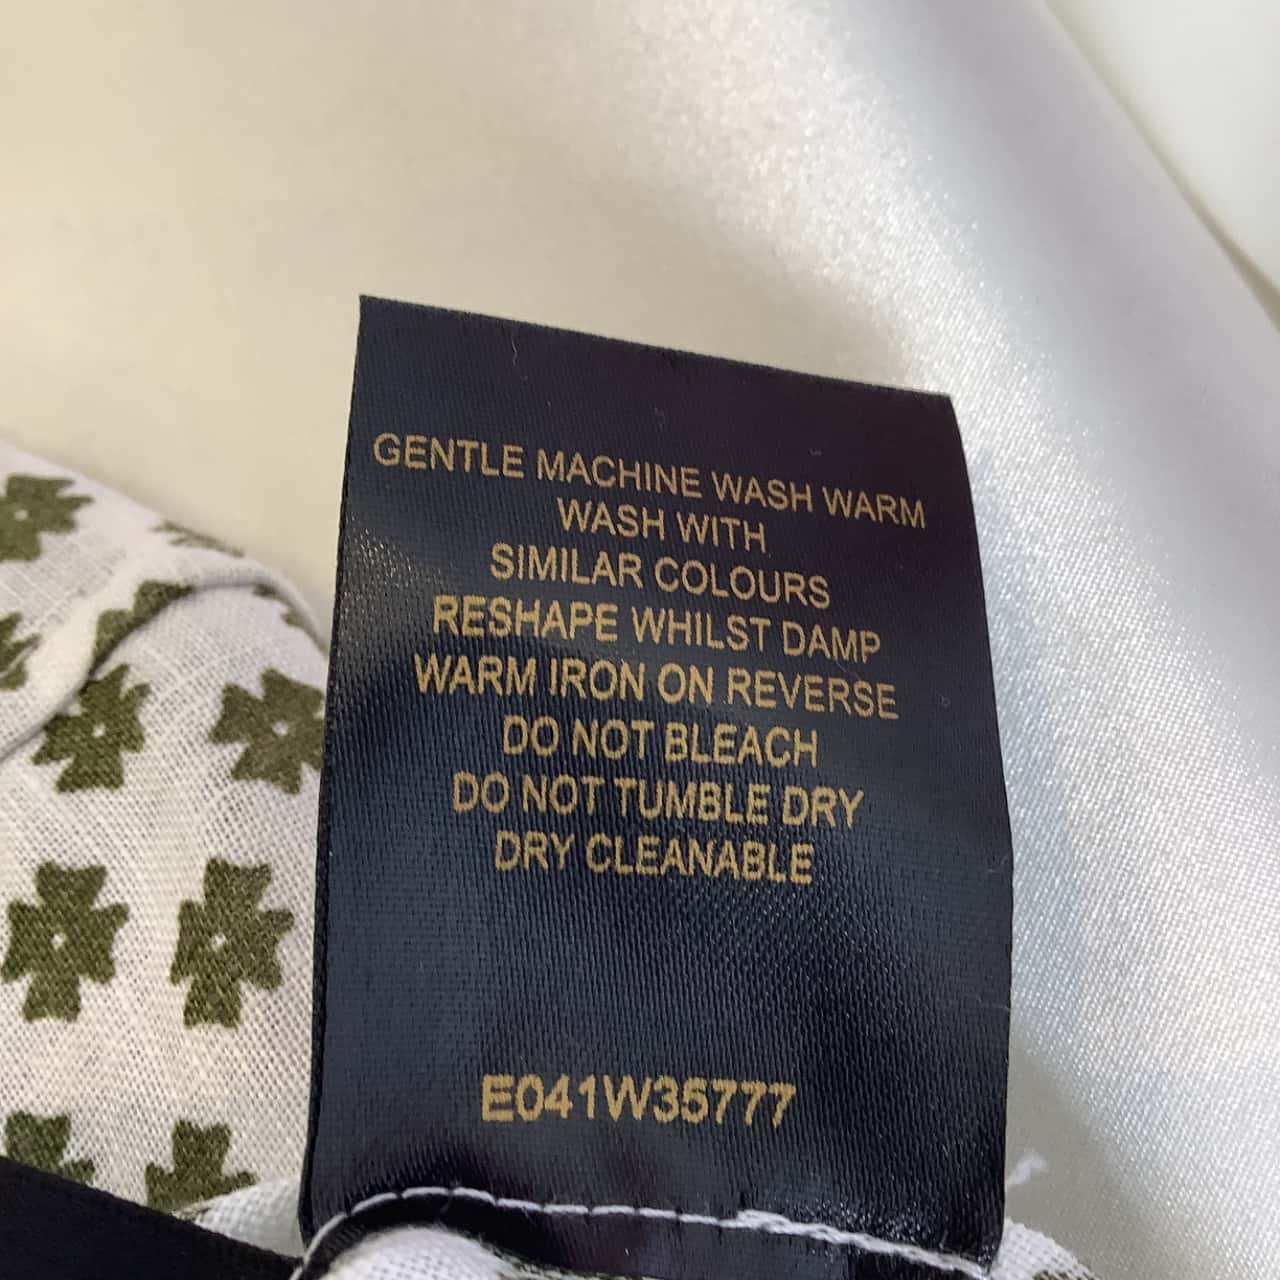 GENTLE MACHINE WASH WARM
WASH WITH
SIMILAR COLOURS
RESHAPE WHILST DAMP
WARM IRON ON REVERSE
DO NOT BLEACH
DO NOT TUMBLE DRY
DRY CLEANABLE
E041W35777